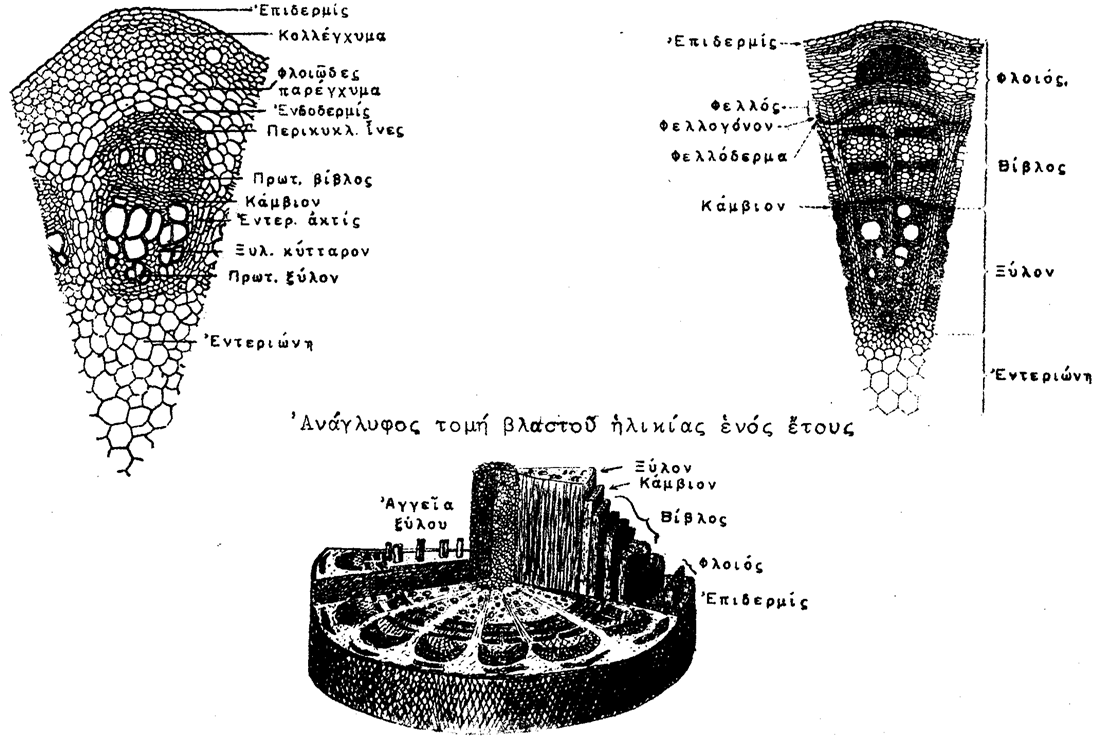 Ἐπιδερμίς
Κολλέγχυμα
Φλοιῶδες
παρέγχυμα
Ἐνδοδερμίς
Περικυκλ. ἶνες
Πρωτ. βίβλος
Κάμβιον
Ἐντερ. ἀκτίς
Ξυλ. κύτταρον
Πρωτ. ξύλον
Ἐντεριώνη
Ἐπιδερμίς
Φελλός
Φελλογόνον
Φελλόδερμα
Κάμβιον
Φλοιός,
Βίβλος
Ξύλον
Ἐντεριώνη
Ἀνάγλυφος τομή βλαστοῦ ἡλικίας ἑνός ἔτους
Ξύλον
Κάμβιον
Βίβλος
Ἀγγεῖα
ξύλου
Φλοιός
Ἐπιδερμίς